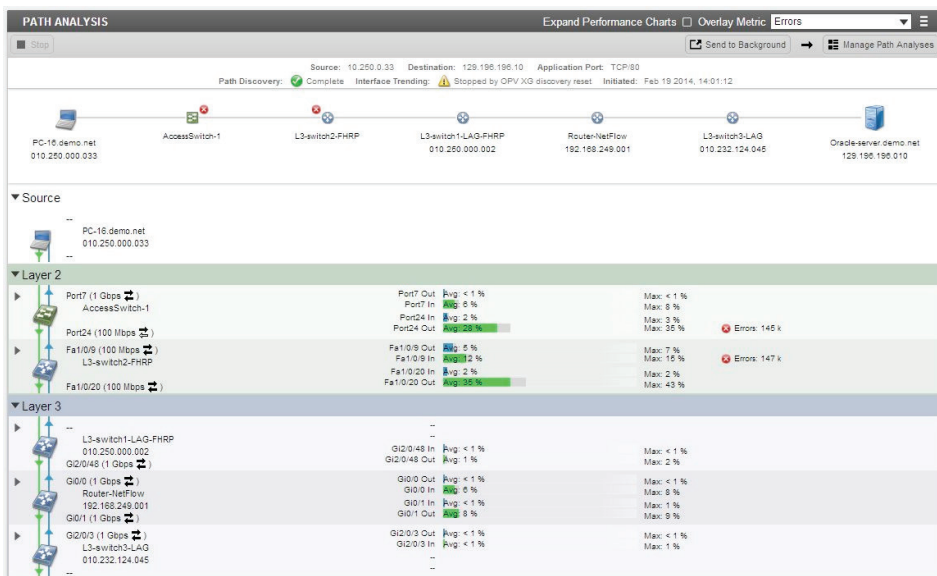 PATH ANALYSIS Expand Performance Charts Overlay Metric Errors
Stop Send to Background Manage Path Analyses
Source: 10.250.0.33 Destination: 129.196.196.10 Application Port: TCP/80
Path Discovery: Complete Interface Trending: Stopped by OPV XG discovery reset Initiated: Feb 19 2014, 14:01:12
PC-16.demo.net
010.250.000.033
AccessSwitch-1
L3-switch2-FHRP
L3-switch1-LAG-FHRP
010.250.000.002
Router-NetFlow
192.168.249.001
L3-switch3-LAG
010.232.124.045
Oracle-server.demo.net
129.196.196.010
Source
--
PC-16.demo.net
010.250.000.033
--
Layer 2
Port7 (1 Gbps ) Port7 Out Avg: < 1 % Max: < 1 %
AccessSwitch-1 Port7 In Avg: 6 % Max: 8 %
Port24 In Avg: 2 % Max: 3 %
Port24 (100 Mbps ) Port24 Out Avg: 28 % Max: 35 % Errors: 145 k
Fa1/0/9 (100 Mbps ) Fa1/0/9 Out Avg: 5 % Max: 7 %
L3-switch2-FHRP Fa1/0/9 In Avg: 12 % Max: 15 % Errors: 147 k
Fa1/0/20 In Avg: 2 % Max: 2 %
Fa1/0/20 (100 Mbps ) Fa1/0/20 Out Avg: 35 % Max: 43 %
Layer 3
-- --
L3-switch1-LAG-FHRP --
010.250.000.002 Gi2/0/48 In Avg: < 1 % Max: < 1 %
Gi2/0/48 (1 Gbps ) Gi2/0/48 Out Avg: 1 % Max: 2 %
Gi0/0 (1 Gbps ) Gi0/0 Out Avg: < 1 % Max: < 1 %
Router-NetFlow Gi0/0 In Avg: 6 % Max: 8 %
192.168.249.001 Gi0/1 In Avg: < 1 % Max: 1 %
Gi0/1 (1 Gbps ) Gi0/1 Out Avg: 8 % Max: 9 %
Gi2/0/3 (1 Gbps ) Gi2/0/3 Out Avg: < 1 % Max: < 1 %
L3-switch3-LAG Gi2/0/3 In Avg: < 1 % Max: 1 %
010.232.124.045 --
-- --